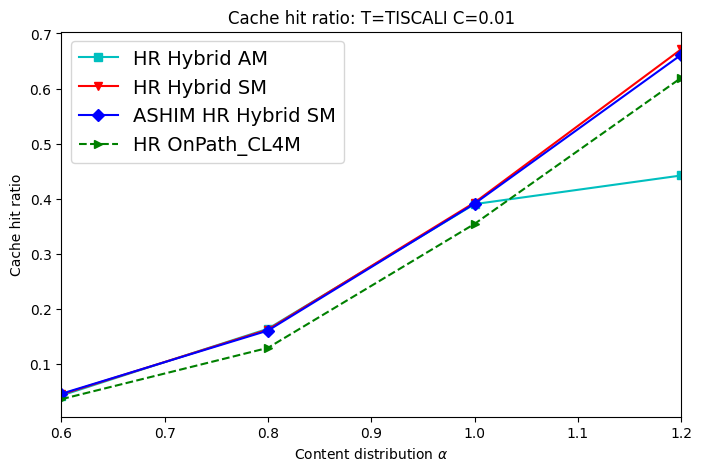 Cache hit ratio: T=TISCALI C=0.01
HR Hybrid AM
HR Hybrid SM
ASHIM HR Hybrid SM
HR OnPath_CL4M
Cache hit ratio
0.7
0.6
0.5
0.4
0.3
0.2
0.1
0.6 0.7 0.8 0.9 1.0 1.1 1.2
Content distribution α